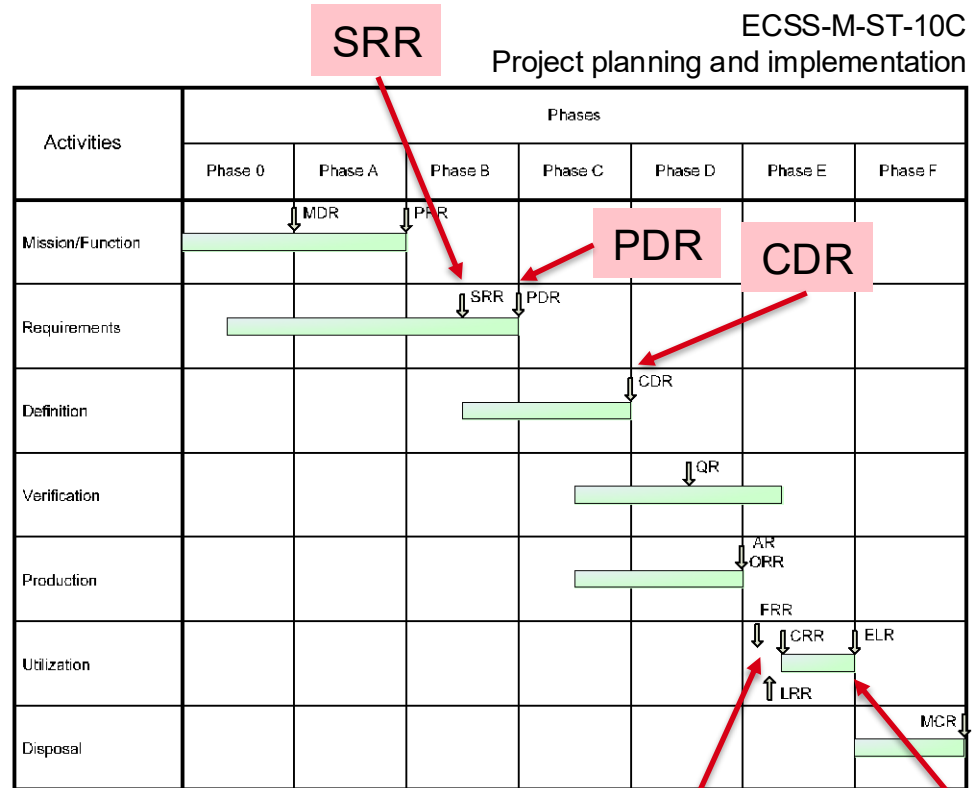 ECSS-M-ST-10C
Project planning and implementation
SRR
Activities
Phases
Phase 0 Phase A Phase B Phase C Phase D Phase E Phase F
MDR PRR
Mission/Function
PDR
CDR
SRR PDR
Requirements
CDR
Definition
QR
Verification
AR
ORR
Production
FRR
CRR ELR
Utilization
LRR
MCR
Disposal